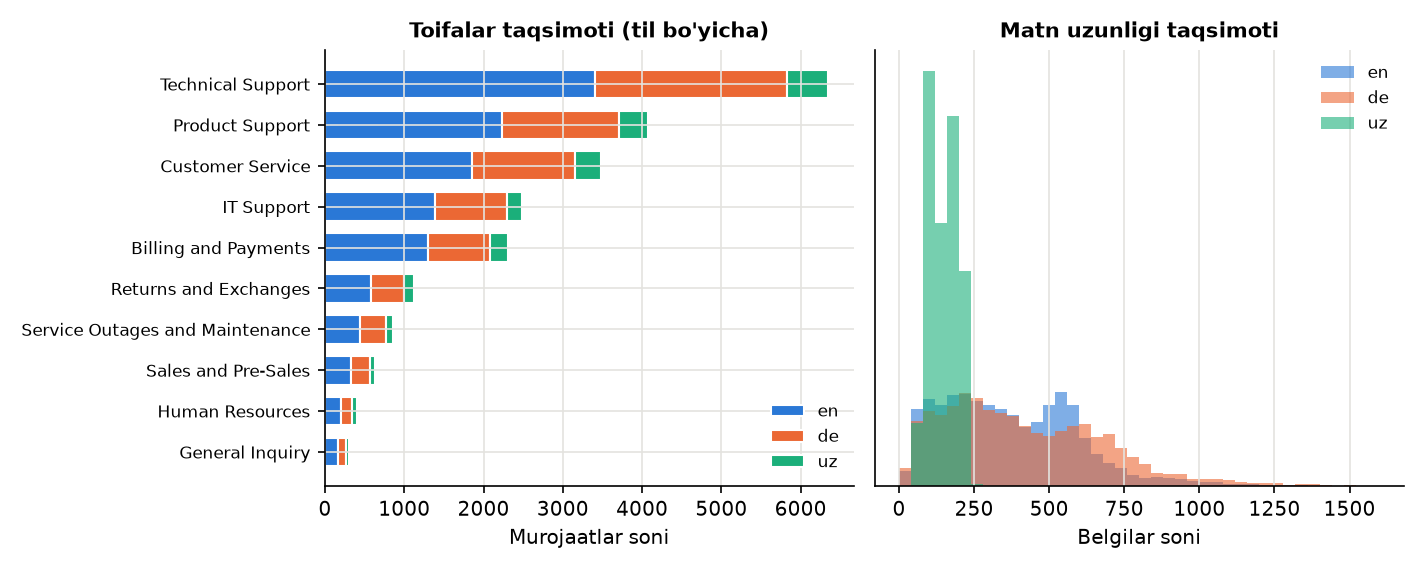 Toifalar taqsimoti (til bo'yicha)
Technical Support
Product Support
Customer Service
IT Support
Billing and Payments
Returns and Exchanges
Service Outages and Maintenance
Sales and Pre-Sales
Human Resources
General Inquiry
en
de
uz
0 1000 2000 3000 4000 5000 6000
Murojaatlar soni
Matn uzunligi taqsimoti
en
de
uz
0 250 500 750 1000 1250 1500
Belgilar soni